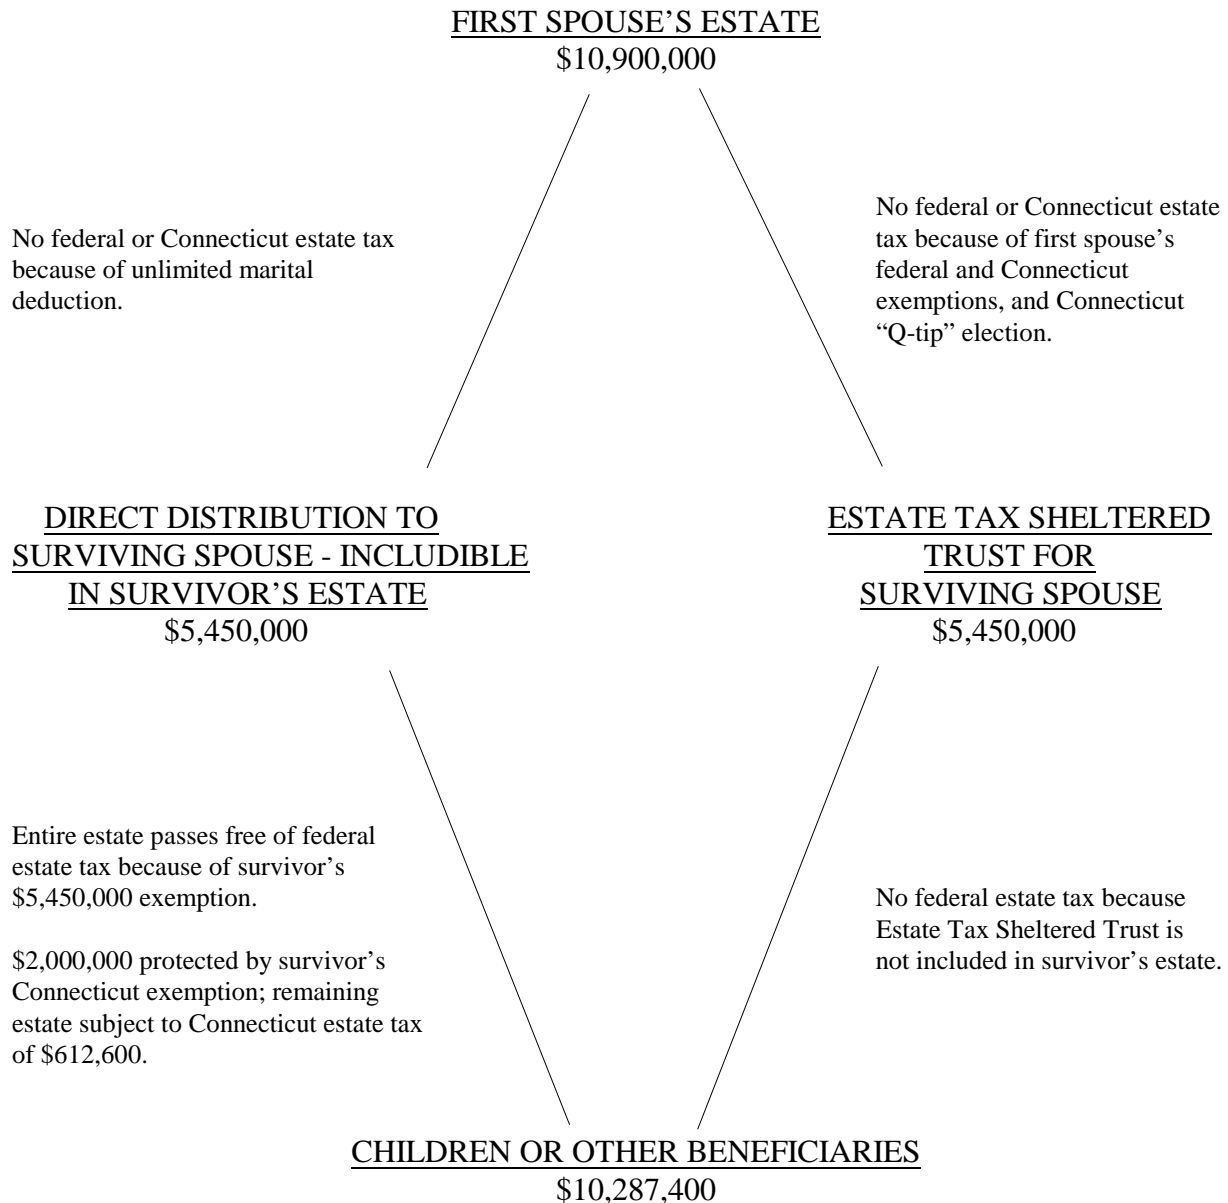 FIRST SPOUSE’S ESTATE
$10,900,000
No federal or Connecticut estate tax
because of unlimited marital
deduction.
No federal or Connecticut estate
tax because of first spouse’s
federal and Connecticut
exemptions, and Connecticut
“Q-tip” election.
DIRECT DISTRIBUTION TO
SURVIVING SPOUSE - INCLUDIBLE
IN SURVIVOR’S ESTATE
$5,450,000
ESTATE TAX SHELTERED
TRUST FOR
SURVIVING SPOUSE
$5,450,000
Entire estate passes free of federal
estate tax because of survivor’s
$5,450,000 exemption.
$2,000,000 protected by survivor’s
Connecticut exemption; remaining
estate subject to Connecticut estate tax
of $612,600.
No federal estate tax because
Estate Tax Sheltered Trust is
not included in survivor’s estate.
CHILDREN OR OTHER BENEFICIARIES
$10,287,400